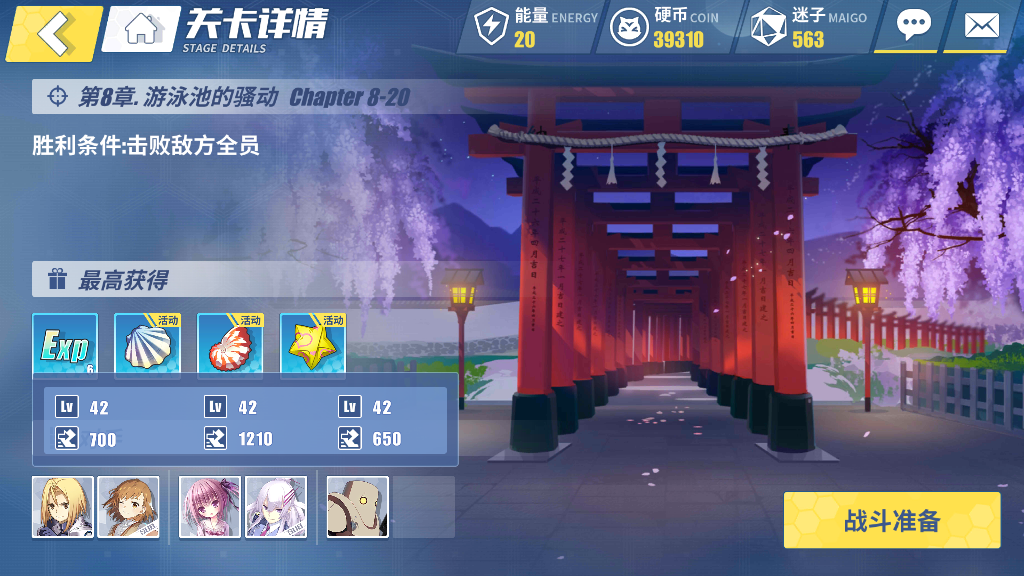 关卡详情
STAGE DETAILS
能量 ENERGY
20
硬币 COIN
39310
迷子 MAIGO
563
第8章.游泳池的骚动 Chapter 8-20
胜利条件:击败敌方全员
最高获得
Exp
6
活动
活动
活动
Lv 42
Lv 42
Lv 42
700
1210
650
战斗准备